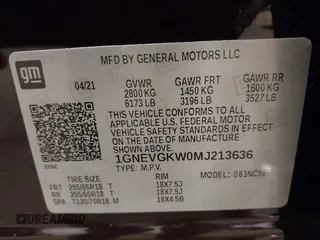 gm
MFD BY GENERAL MOTORS LLC
04/21 GVWR GAWR FRT GAWR RR
2800 KG 1450 KG 1600 KG
6173 LB 3196 LB 3527 LB
THIS VEHICLE CONFORMS TO ALL
APPLICABLE U.S. FEDERAL MOTOR
VEHICLE SAFETY AND THEFT PREVENTION
STANDARDS IN EFFECT ON THE DATE OF
MANUFACTURE SHOWN ABOVE.
1GNEVGKW0MJ213636
TYPE: M.P.V. MODEL:
TIRE SIZE RIM
FRT 255/65R18 T 18X7.5J
RR 255/65R18 T 18X7.5J
SPA T135/70R18 M 18X4.5B